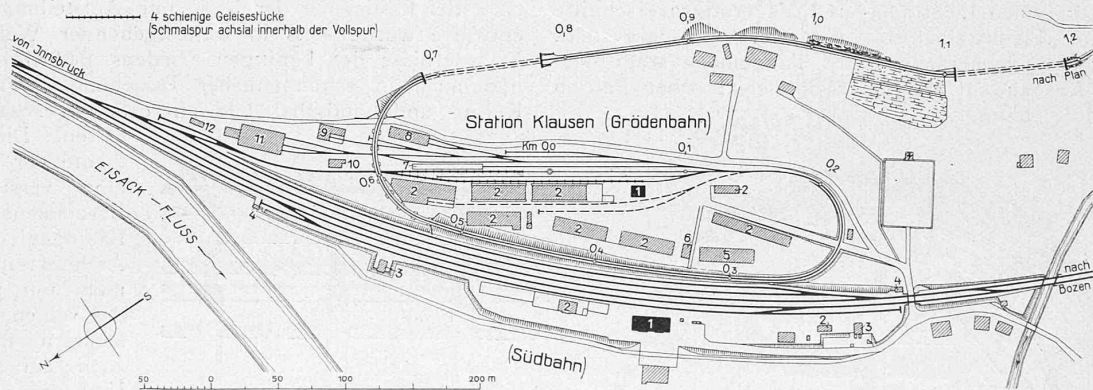 4 schienige Geleisestücke
(Schmalspur achsial innerhalb der Vollspur)
von Jnnsbruck
0,7
0,8
0,9
1,0
1,1
1,2
nach Plan
Station Klausen (Grödenbahn)
Km 0,0
0,1
0,2
12
11
9
8
10
7
0,6
2
2
2
1
2
0,5
2
2
0,4
2
6
5
2
0,3
EISACK-FLUSS
4
3
4
nach
Bozen
2
1
2
3
(Südbahn)
S
N
50 0 50 100 200 m